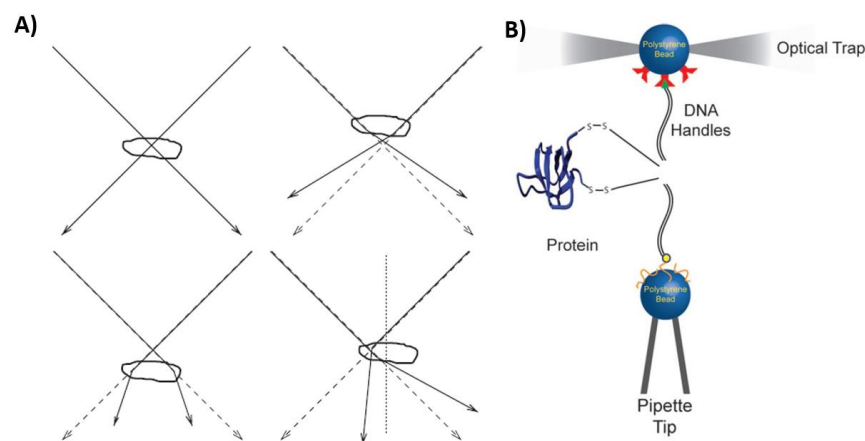 A)
B)
Polystyrene
Bead
Optical Trap
DNA
Handles
S-S
S-S
Protein
Polystyrene
Bead
Pipette
Tip